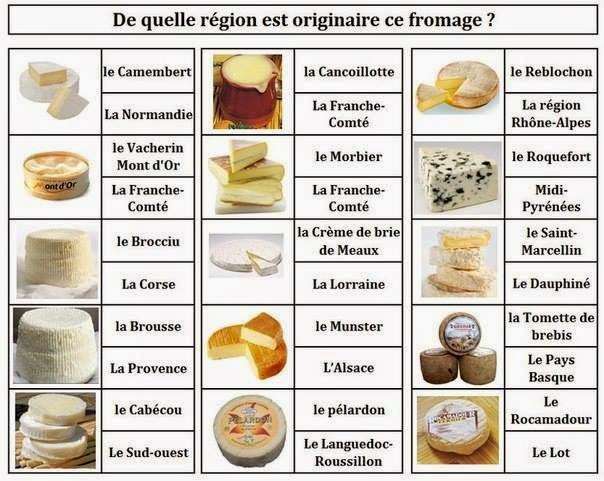 De quelle région est originaire ce fromage ?
le Camembert
La Normandie
la Cancoillotte
La Franche-
Comté
le Reblochon
La région
Rhône-Alpes
Mont d'Or
le Vacherin
Mont d'Or
La Franche-
Comté
le Morbier
La Franche-
Comté
le Roquefort
Midi-
Pyrénées
le Brocciu
La Corse
la Crème de brie
de Meaux
La Lorraine
le Saint-
Marcellin
Le Dauphiné
la Brousse
La Provence
le Munster
L'Alsace
la Tomette de
brebis
Le Pays
Basque
le Cabécou
Le Sud-ouest
PÉLARDON
le pélardon
Le Languedoc-
Roussillon
ROCAMADOUR
Le
Rocamadour
Le Lot